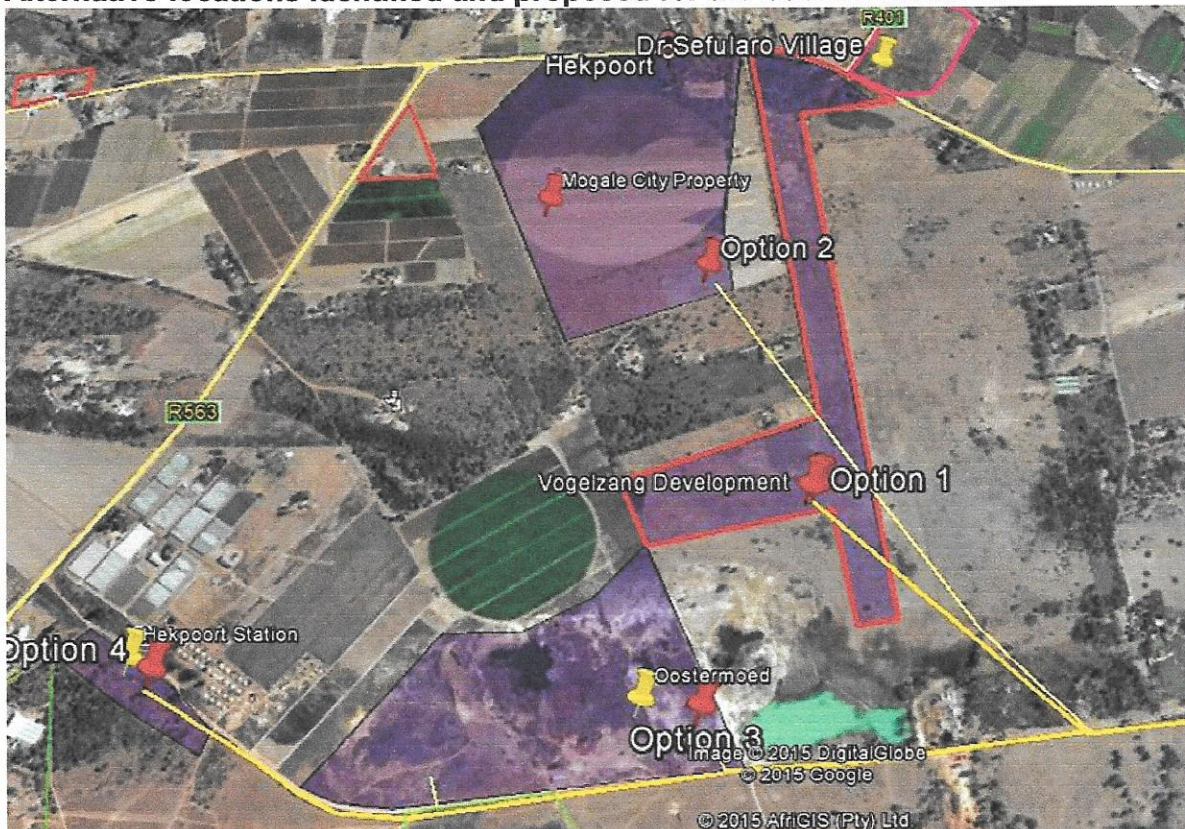 Alternative locations identified and proposed
R401
Dr Sefularo Village
Hekpoort
Mogale City Property
Option 2
R563
Vogelzang Development
Option 1
Hekpoort Station
Option 4
Oostermoed
Option 3
Image © 2015 DigitalGlobe
© 2015 Google
© 2015 AfriGIS (Pty) Ltd.